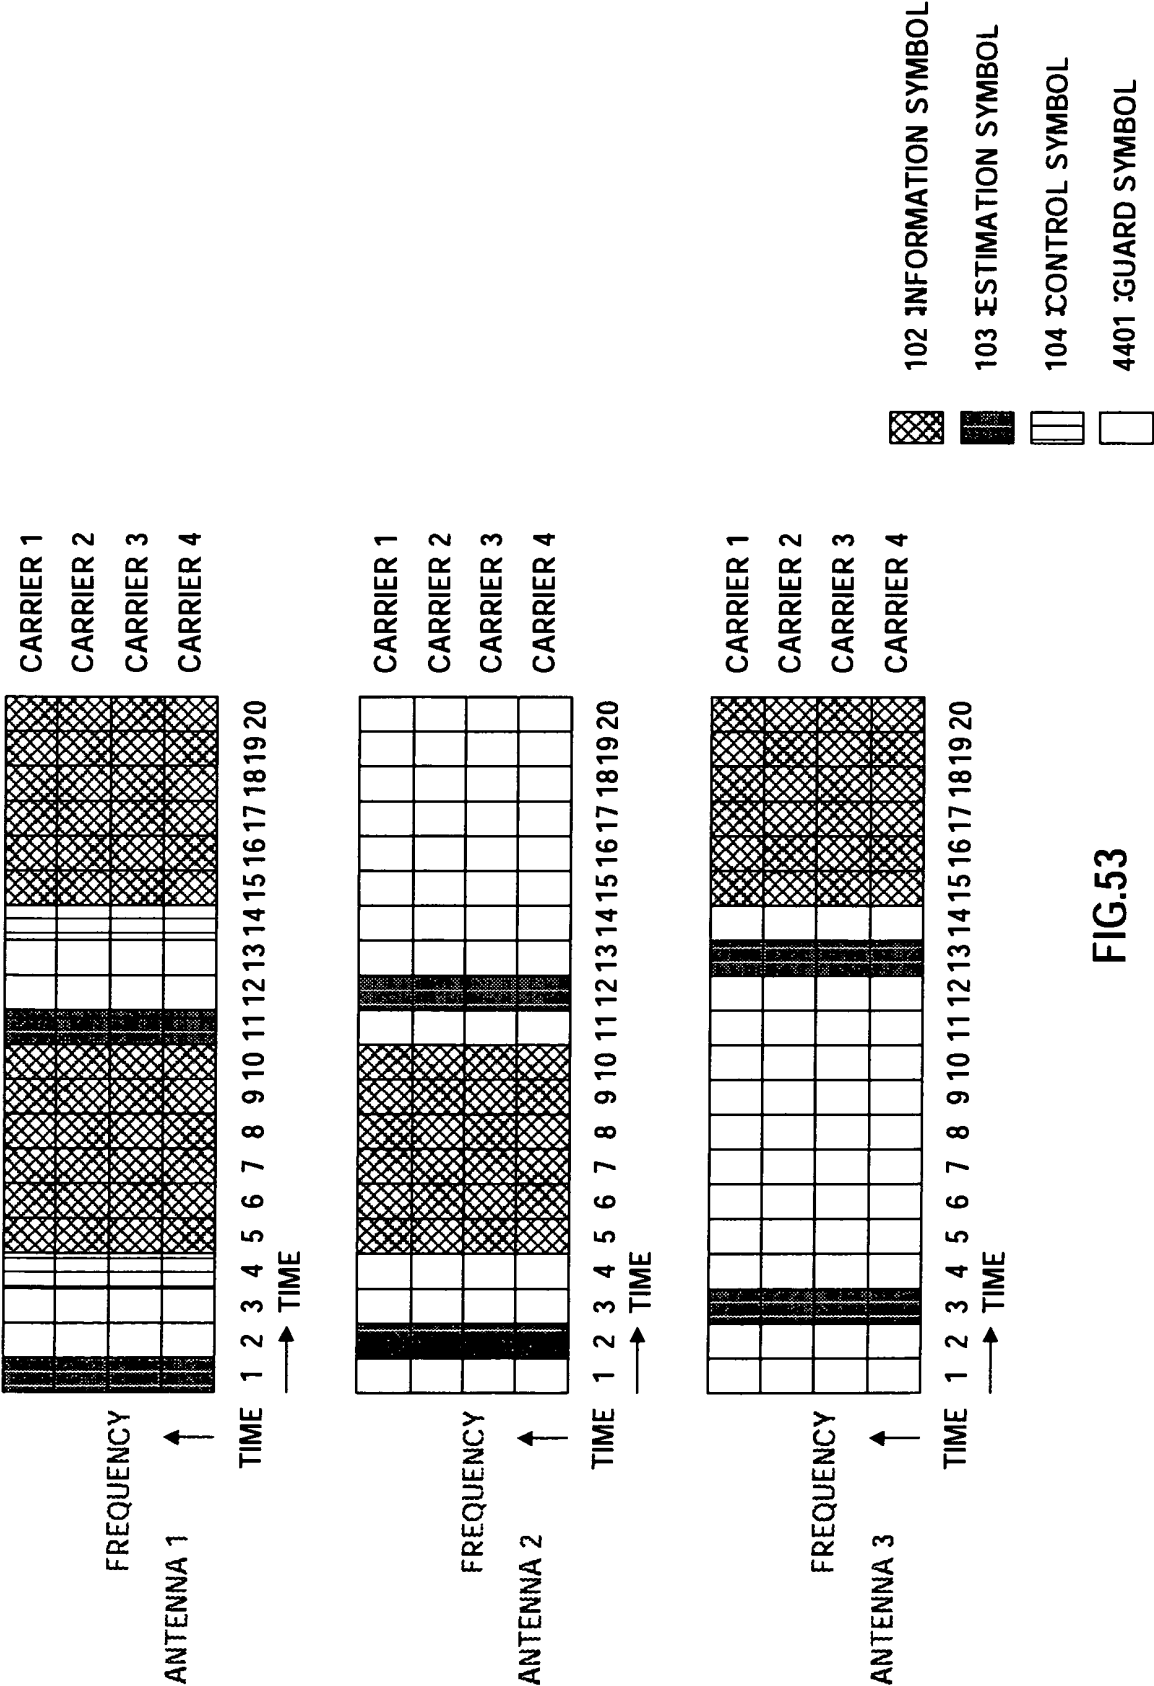 CARRIER 1
CARRIER 2
CARRIER 3
CARRIER 4
FREQUENCY
TIME 1 2 3 4 5 6 7 8 9 10 11 12 13 14 15 16 17 18 19 20
TIME
ANTENNA 1
CARRIER 1
CARRIER 2
CARRIER 3
CARRIER 4
FREQUENCY
TIME 1 2 3 4 5 6 7 8 9 10 11 12 13 14 15 16 17 18 19 20
TIME
ANTENNA 2
CARRIER 1
CARRIER 2
CARRIER 3
CARRIER 4
FREQUENCY
TIME 1 2 3 4 5 6 7 8 9 10 11 12 13 14 15 16 17 18 19 20
TIME
ANTENNA 3
102 :INFORMATION SYMBOL
103 :ESTIMATION SYMBOL
104 :CONTROL SYMBOL
4401 :GUARD SYMBOL
FIG.53